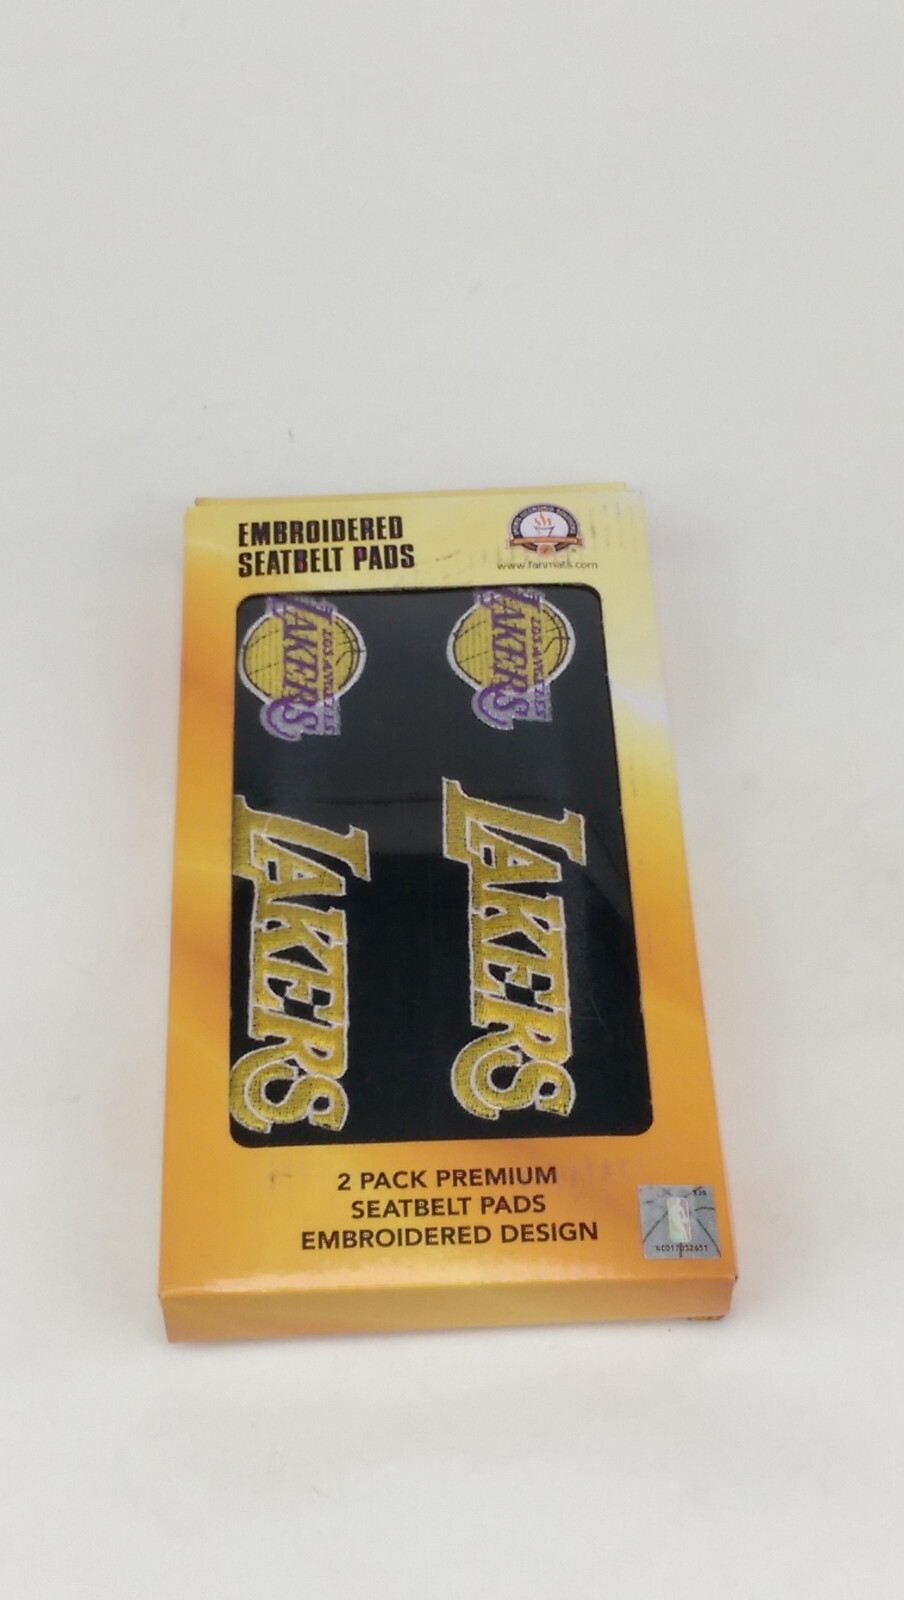 EMBROIDERED
SEATBELT PADS
www.fanmats.com
LOS ANGELES
LAKERS
LOS ANGELES
LAKERS
LAKERS
LAKERS
2 PACK PREMIUM
SEATBELT PADS
EMBROIDERED DESIGN